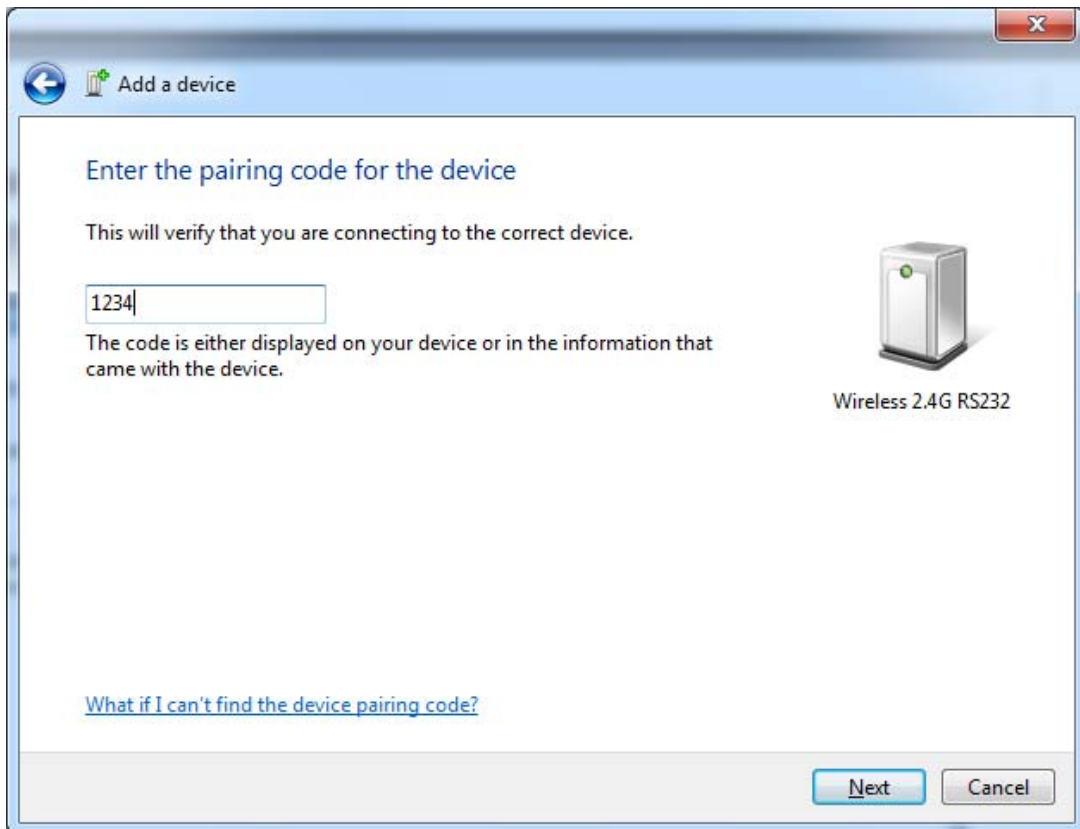 Add a device
Enter the pairing code for the device
This will verify that you are connecting to the correct device.
1234
The code is either displayed on your device or in the information that
came with the device.
Wireless 2.4G RS232
What if I can't find the device pairing code?
Next
Cancel